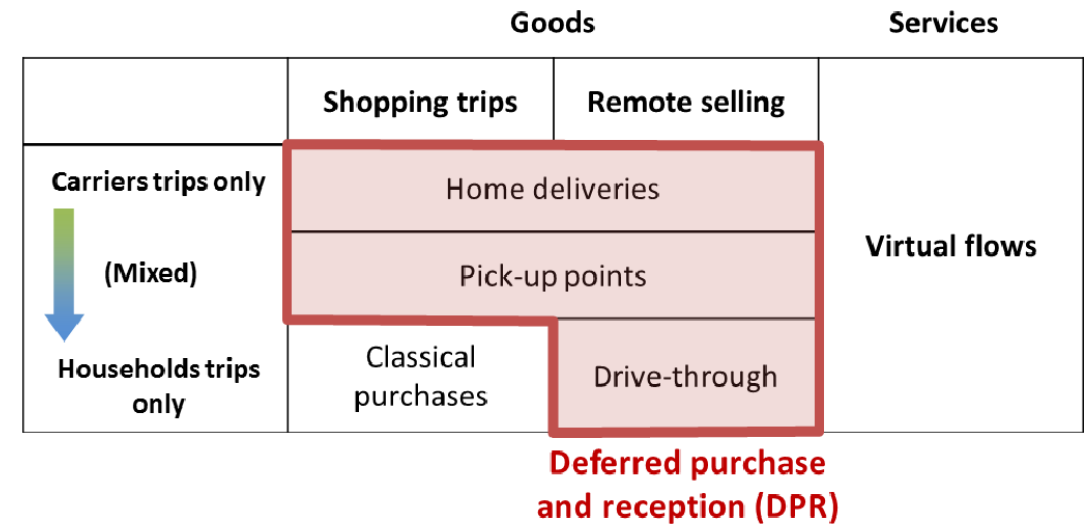 Goods
Services
Shopping trips
Remote selling
Carriers trips only
Home deliveries
(Mixed)
Pick-up points
Virtual flows
Households trips
only
Classical
purchases
Drive-through
Deferred purchase
and reception (DPR)